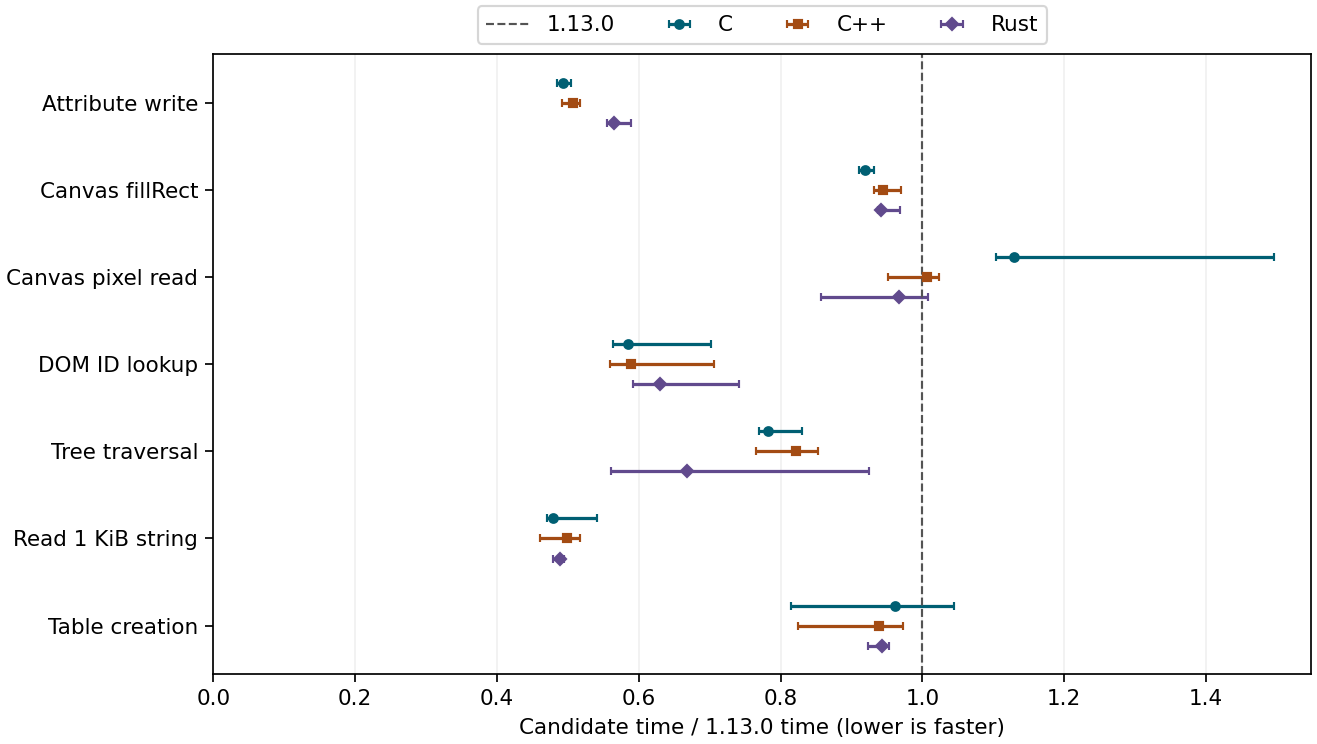 1.13.0 C C++ Rust
Attribute write
Canvas fillRect
Canvas pixel read
DOM ID lookup
Tree traversal
Read 1 KiB string
Table creation
0.0 0.2 0.4 0.6 0.8 1.0 1.2 1.4
Candidate time / 1.13.0 time (lower is faster)